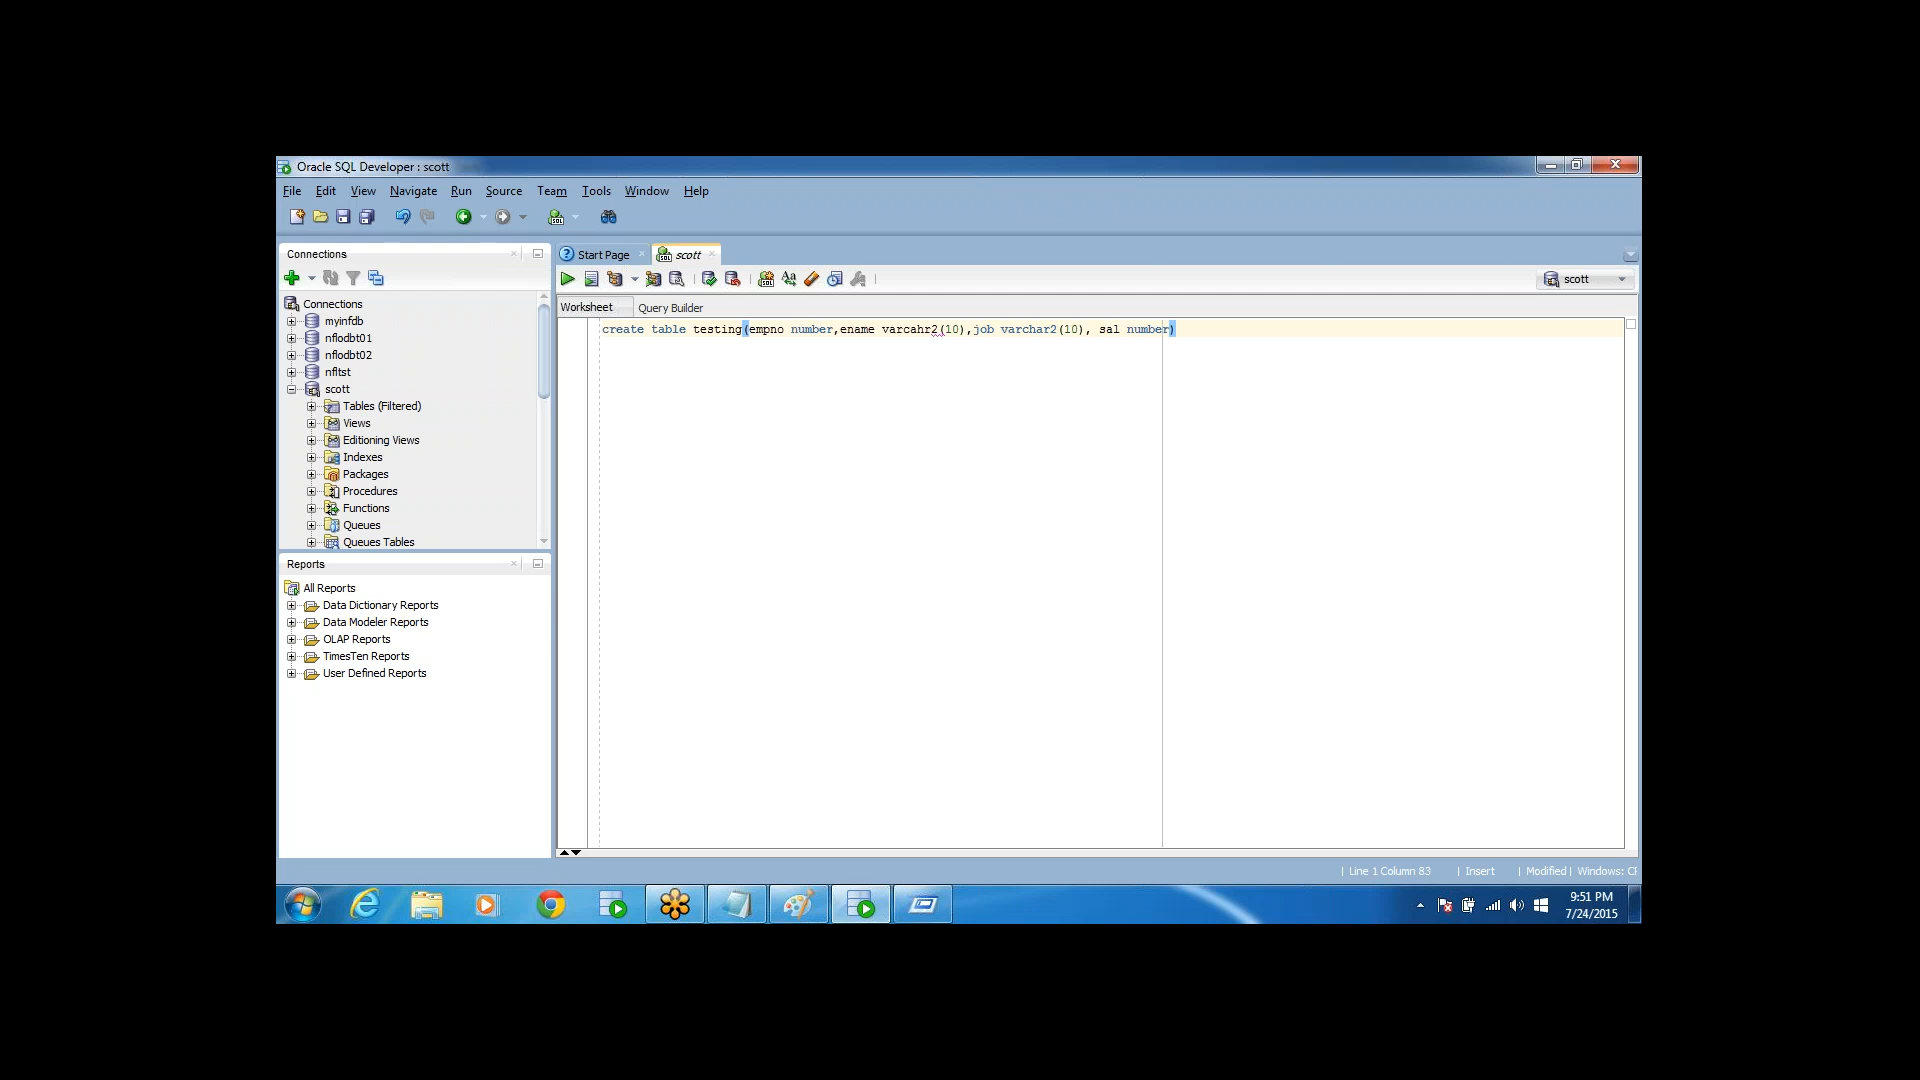 Oracle SQL Developer : scott
File Edit View Navigate Run Source Team Tools Window Help
Connections
Connections
myinfdb
nflodbt01
nflodbt02
nfltst
scott
Tables (Filtered)
Views
Editioning Views
Indexes
Packages
Procedures
Functions
Queues
Queues Tables
Reports
All Reports
Data Dictionary Reports
Data Modeler Reports
OLAP Reports
TimesTen Reports
User Defined Reports
Start Page scott
scott
Worksheet Query Builder
create table testing(empno number,ename varcahr2(10),job varchar2(10), sal number)
| Line 1 Column 83 | Insert | Modified | Windows: CR
9:51 PM
7/24/2015